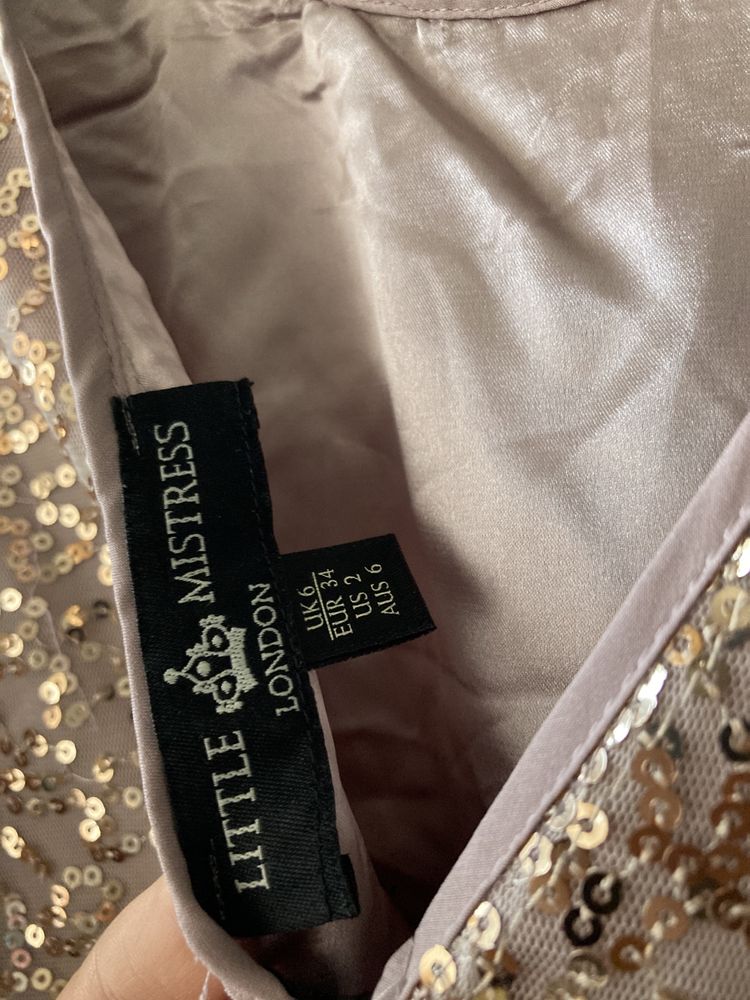 LITTLE MISTRESS
LONDON
UK 6
EUR 34
US 2
AUS 6